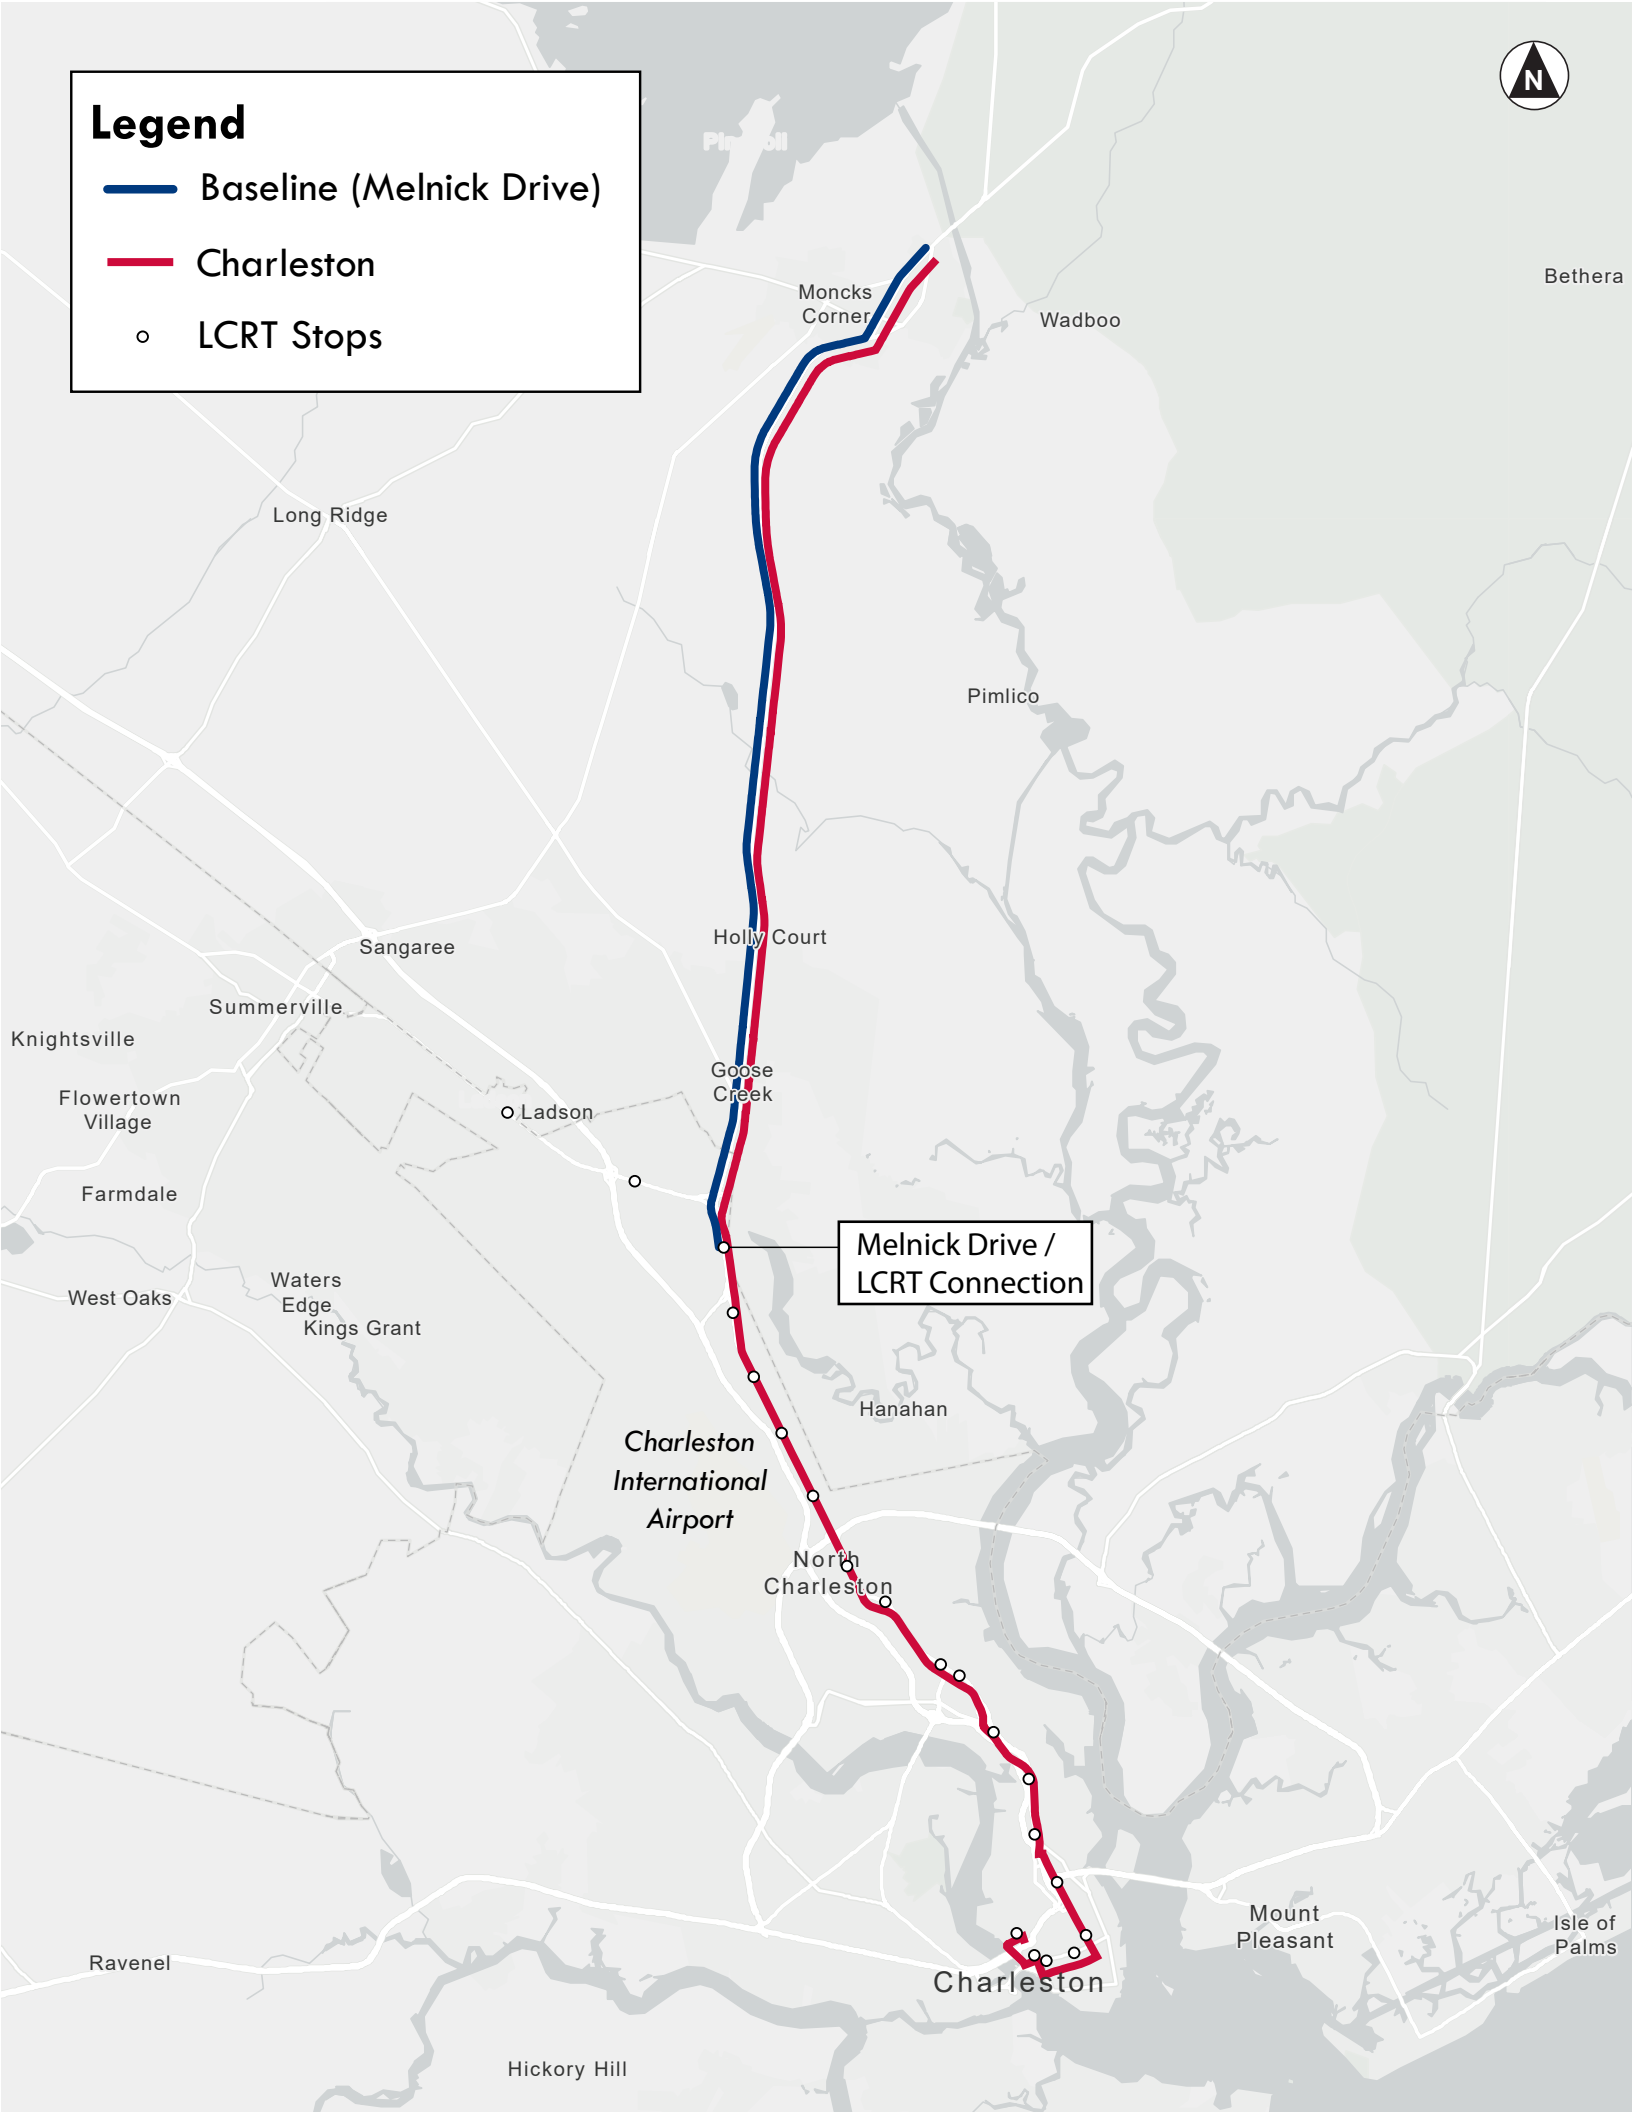 N
Legend
Baseline (Melnick Drive)
Charleston
LCRT Stops
Moncks
Corner
Bethera
Wadboo
Long Ridge
Pimlico
Holly Court
Sangaree
Summerville
Knightsville
Goose
Creek
Flowertown
Village
Ladson
Farmdale
Melnick Drive /
LCRT Connection
Waters
Edge
West Oaks
Kings Grant
Hanahan
Charleston
International
Airport
North
Charleston
Mount
Pleasant
Isle of
Palms
Ravenel
Charleston
Hickory Hill